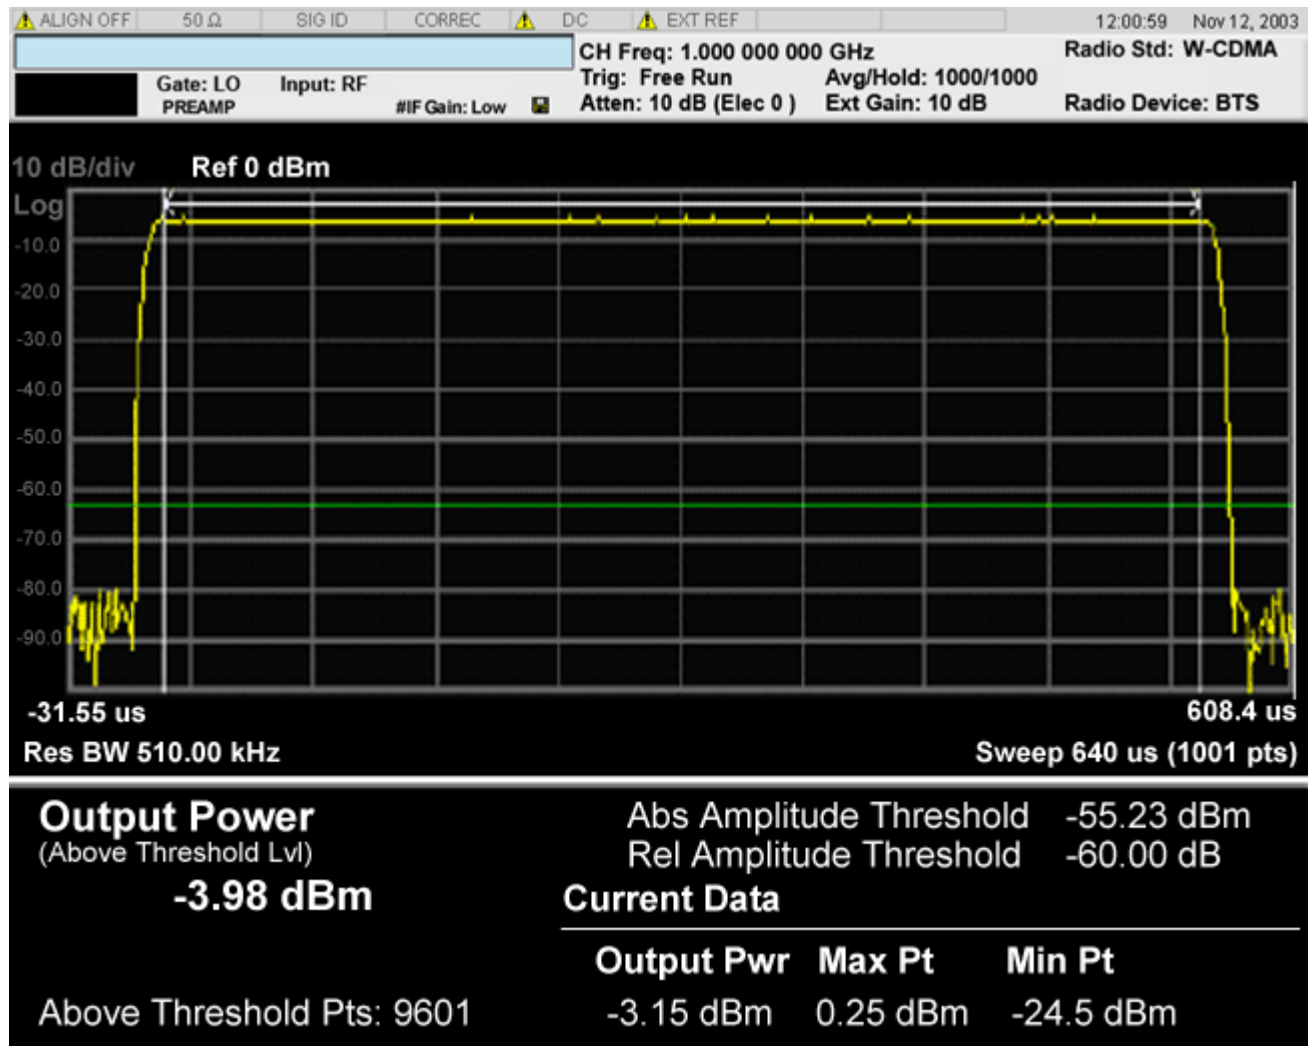 ALIGN OFF 50 Ω SIG ID CORREC DC EXT REF 12:00:59 Nov 12, 2003
CH Freq: 1.000 000 000 GHz Radio Std: W-CDMA
Gate: LO Input: RF Trig: Free Run Avg/Hold: 1000/1000
PREAMP #IF Gain: Low Atten: 10 dB (Elec 0 ) Ext Gain: 10 dB Radio Device: BTS
10 dB/div Ref 0 dBm
Log
-10.0
-20.0
-30.0
-40.0
-50.0
-60.0
-70.0
-80.0
-90.0
-31.55 us 608.4 us
Res BW 510.00 kHz Sweep 640 us (1001 pts)
Output Power Abs Amplitude Threshold -55.23 dBm
(Above Threshold Lvl) Rel Amplitude Threshold -60.00 dB
-3.98 dBm Current Data
Output Pwr Max Pt Min Pt
Above Threshold Pts: 9601 -3.15 dBm 0.25 dBm -24.5 dBm